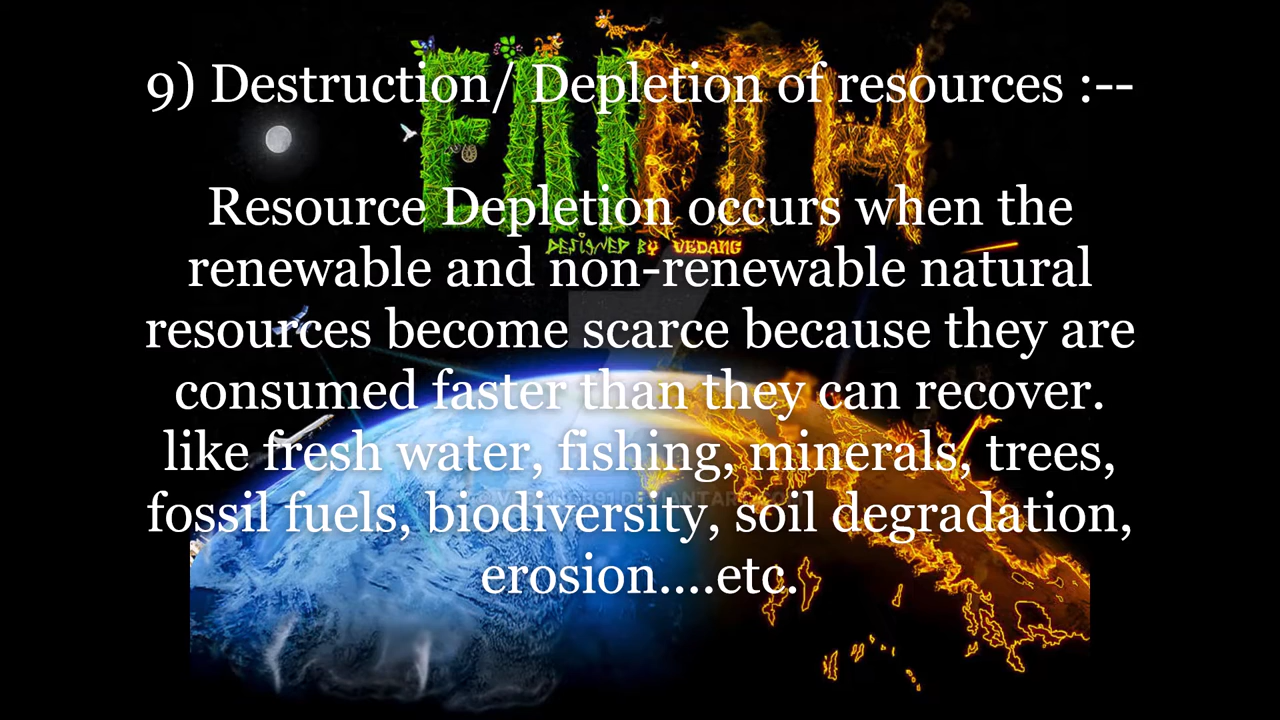 9) Destruction/ Depletion of resources :--
EARTH
Resource Depletion occurs when the
DESIGNED BY VEDANG
renewable and non-renewable natural
resources become scarce because they are
consumed faster than they can recover.
like fresh water, fishing, minerals, trees,
fossil fuels, biodiversity, soil degradation,
erosion....etc.